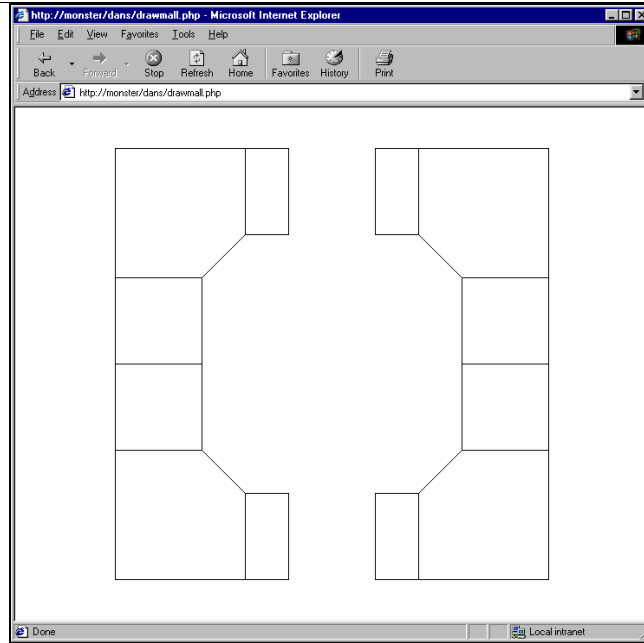 http://monster/dans/drawmall.php - Microsoft Internet Explorer
File Edit View Favorites Tools Help
Back Forward Stop Refresh Home Favorites History Print
Address http://monster/dans/drawmall.php
Done Local intranet